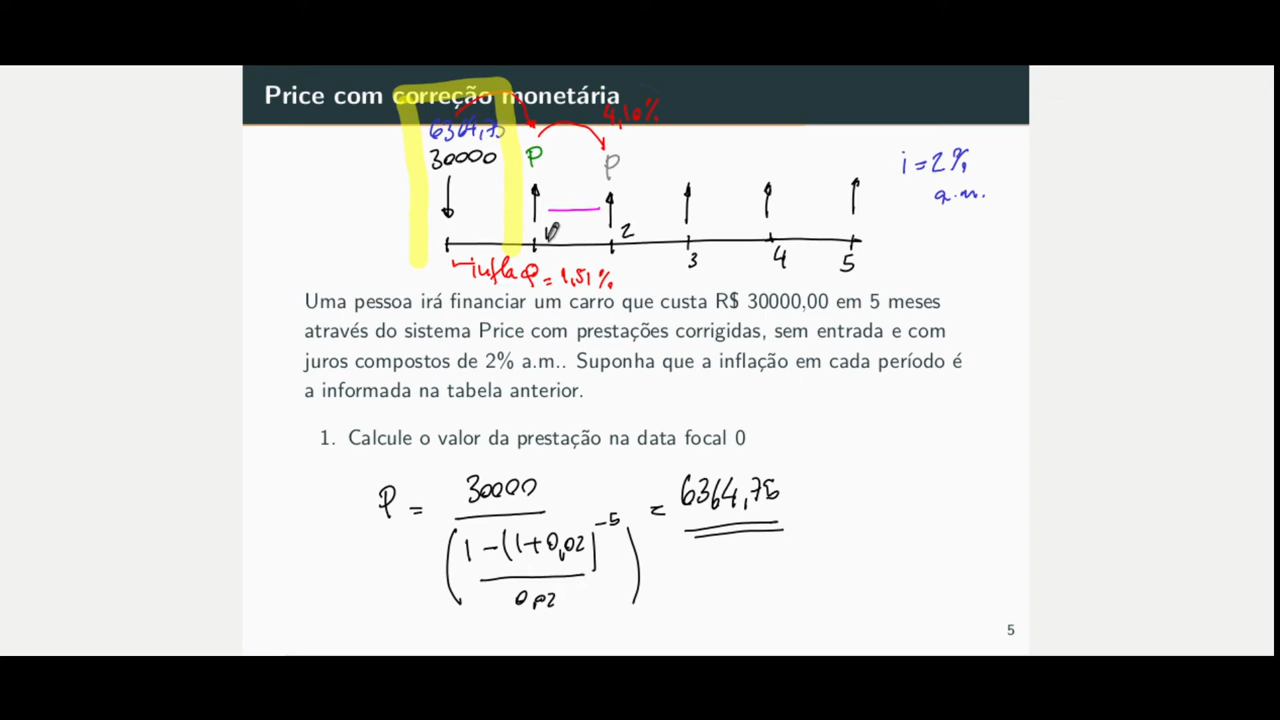 Price com correção monetária
6364,75 4,10%
30000 P P i = 2%
a.m.
2 3 4 5
inflaç = 1,51%
Uma pessoa irá financiar um carro que custa R$ 30000,00 em 5 meses
através do sistema Price com prestações corrigidas, sem entrada e com
juros compostos de 2% a.m.. Suponha que a inflação em cada período é
a informada na tabela anterior.
1. Calcule o valor da prestação na data focal 0
P = 30000 = 6364,75
(1-(1+0,02)^-5)
0,02
5